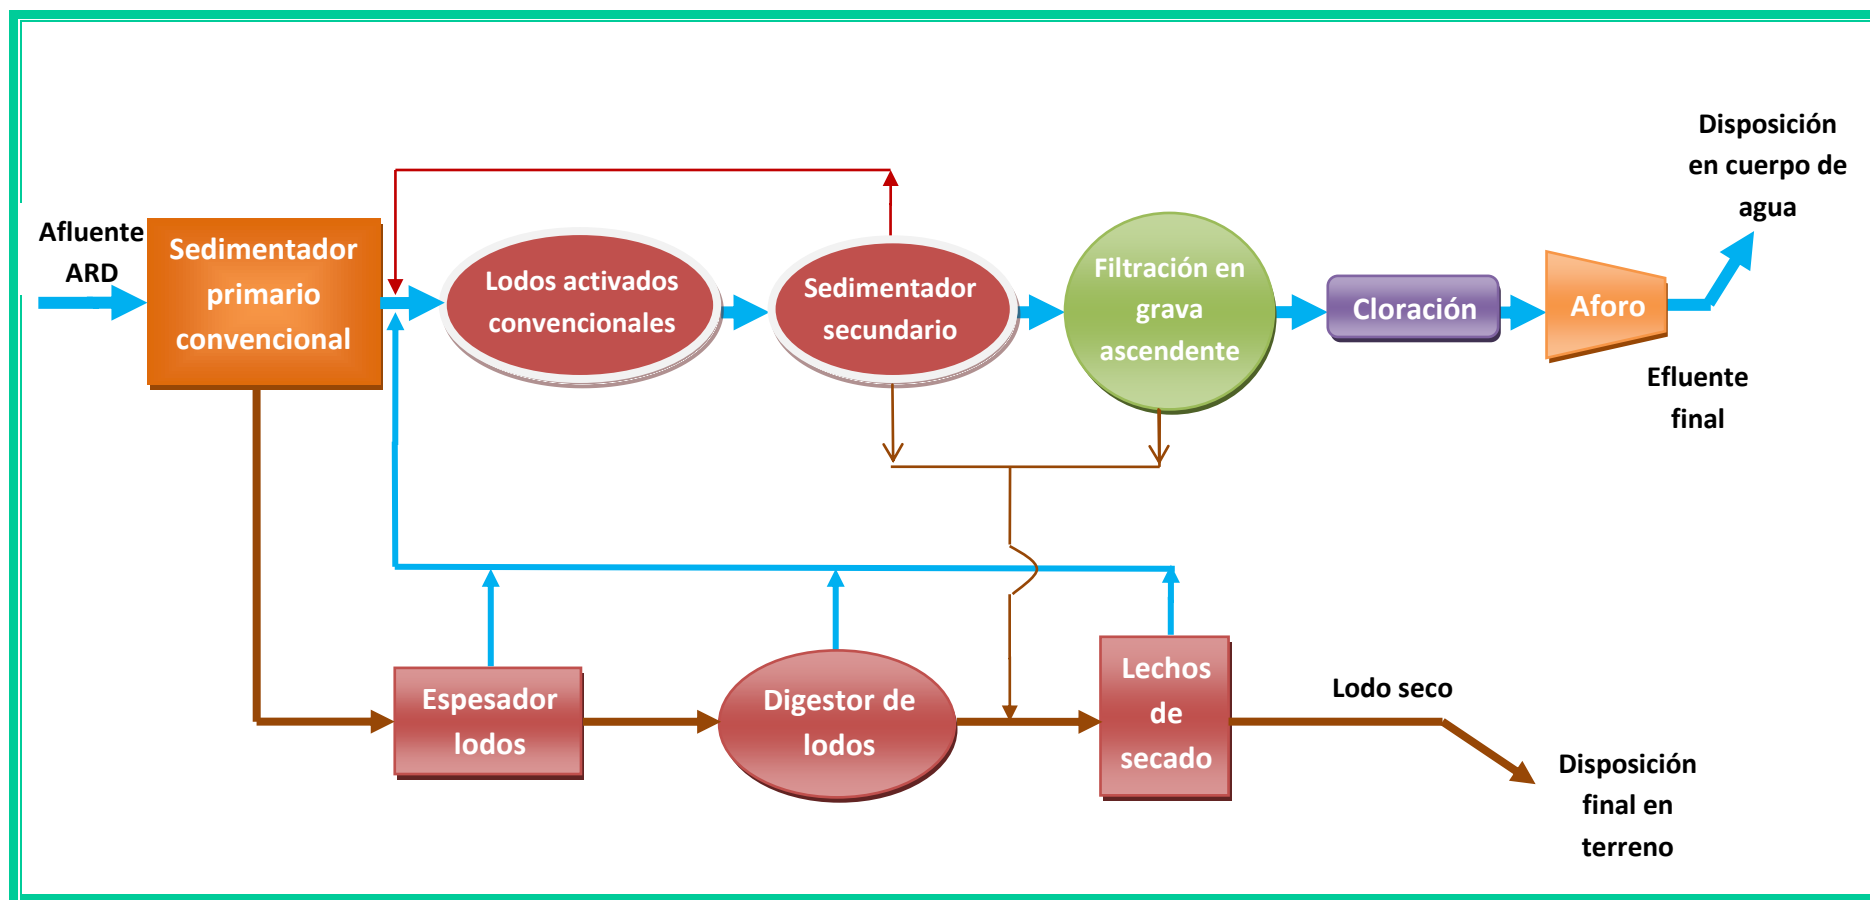 Disposición
en cuerpo de
agua
Afluente
ARD
Sedimentador
primario
convencional
Lodos activados
convencionales
Sedimentador
secundario
Filtración en
grava
ascendente
Cloración
Aforo
Efluente
final
Espesador
lodos
Digestor de
lodos
Lechos
de
secado
Lodo seco
Disposición
final en
terreno